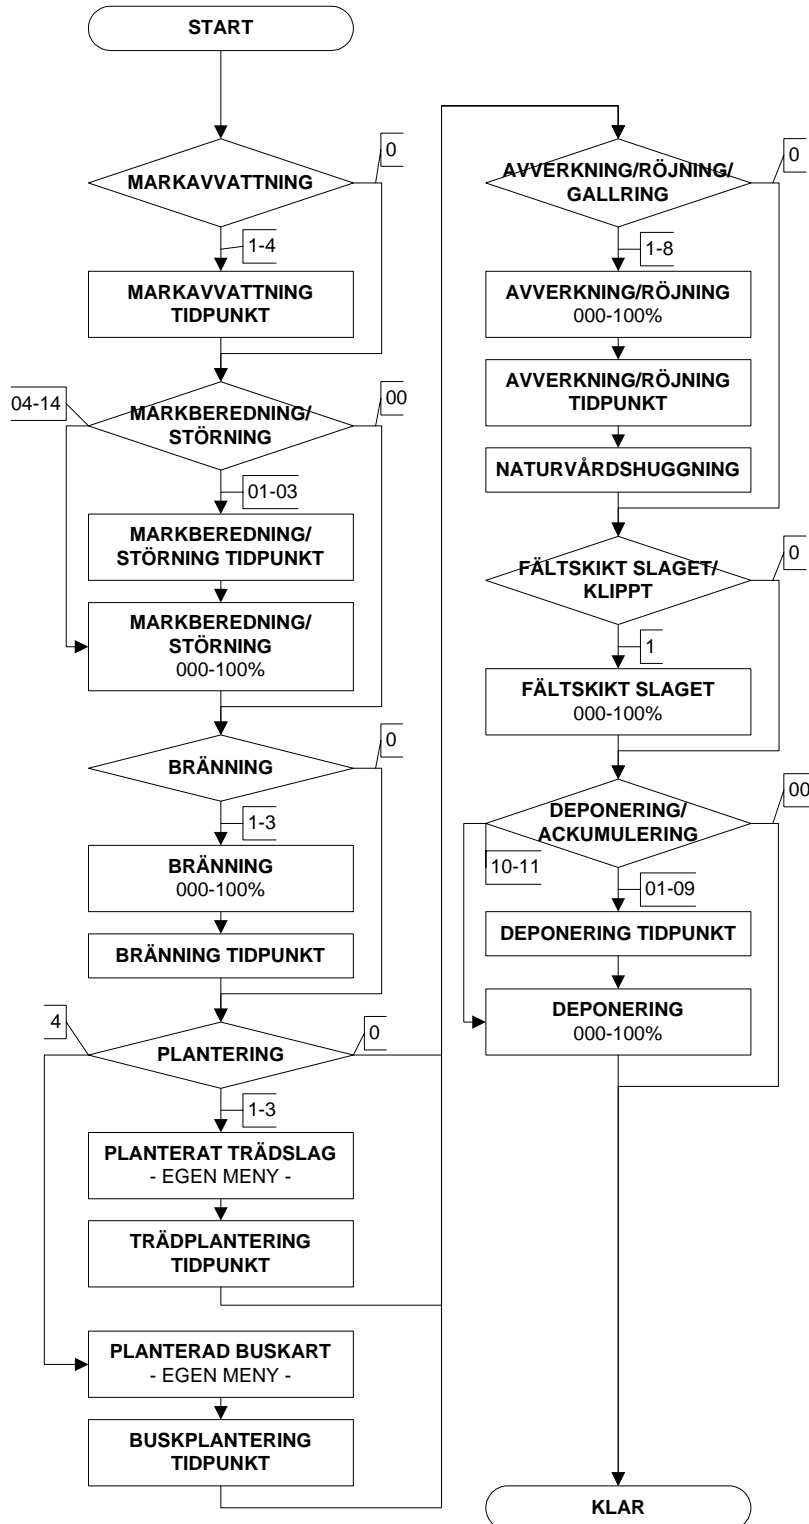 START
MARKAVVATTNING
0
1-4
MARKAVVATTNING
TIDPUNKT
04-14
MARKBEREDNING/
STÖRNING
00
01-03
MARKBEREDNING/
STÖRNING TIDPUNKT
MARKBEREDNING/
STÖRNING
000-100%
BRÄNNING
0
1-3
BRÄNNING
000-100%
BRÄNNING TIDPUNKT
4
PLANTERING
0
1-3
PLANTERAT TRÄDSLAG
- EGEN MENY -
TRÄDPLANTERING
TIDPUNKT
PLANTERAD BUSKART
- EGEN MENY -
BUSKPLANTERING
TIDPUNKT
AVVERKNING/RÖJNING/
GALLRING
0
1-8
AVVERKNING/RÖJNING
000-100%
AVVERKNING/RÖJNING
TIDPUNKT
NATURVÅRDSHUGGNING
FÄLTSKIKT SLAGET/
KLIPPT
0
1
FÄLTSKIKT SLAGET
000-100%
DEPONERING/
ACKUMULERING
00
10-11
01-09
DEPONERING TIDPUNKT
DEPONERING
000-100%
KLAR